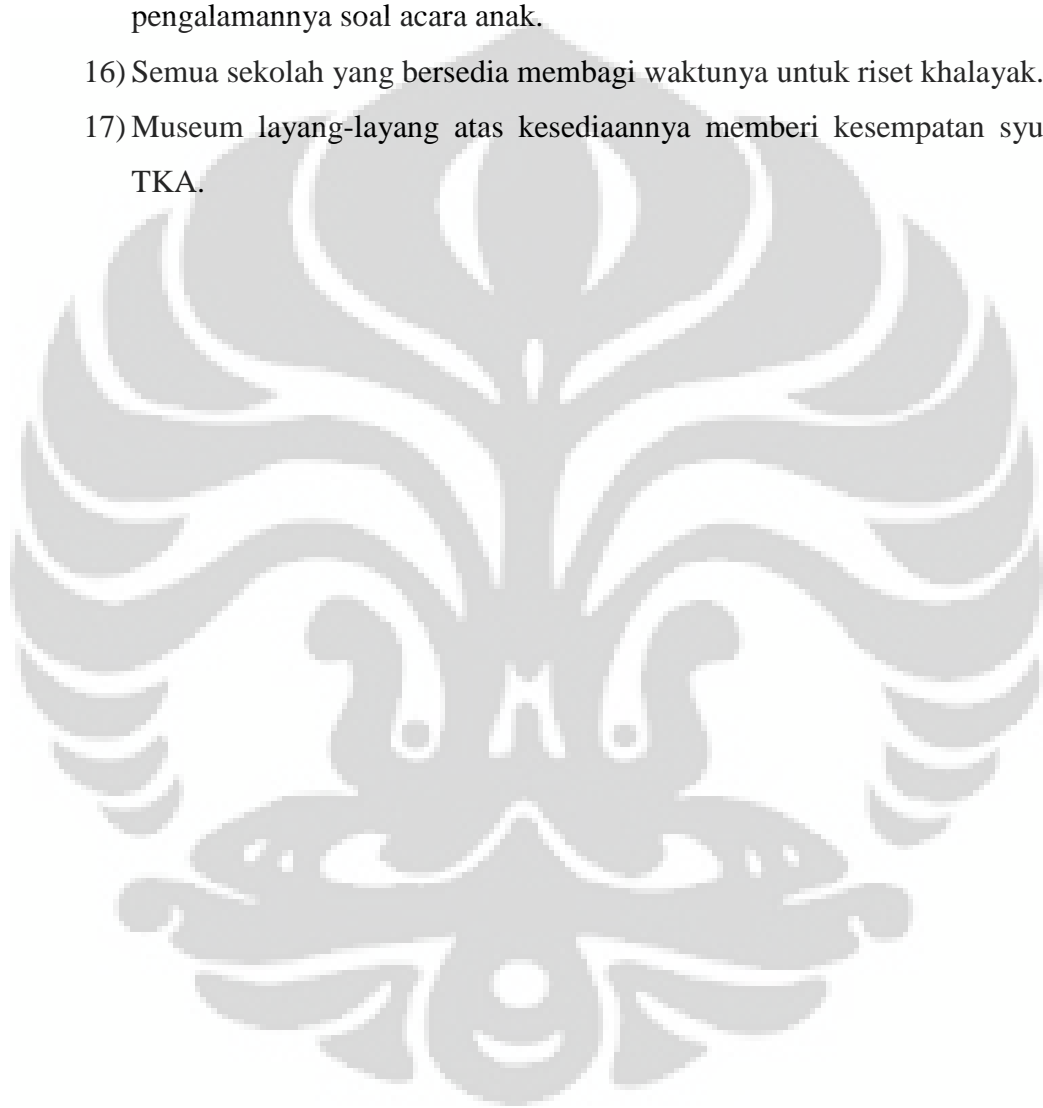 pengalamannya soal acara anak.
16) Semua sekolah yang bersedia membagi waktunya untuk riset khalayak.
17) Museum layang-layang atas kesediaannya memberi kesempatan syu
TKA.